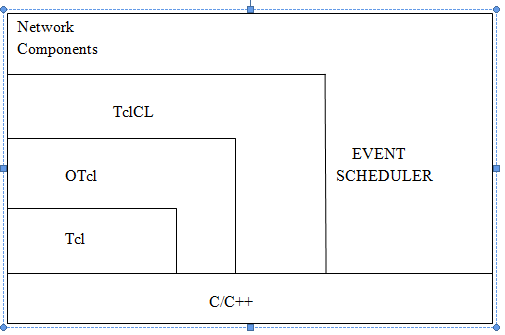 Network
Components
TclCL
EVENT
SCHEDULER
OTcl
Tcl
C/C++